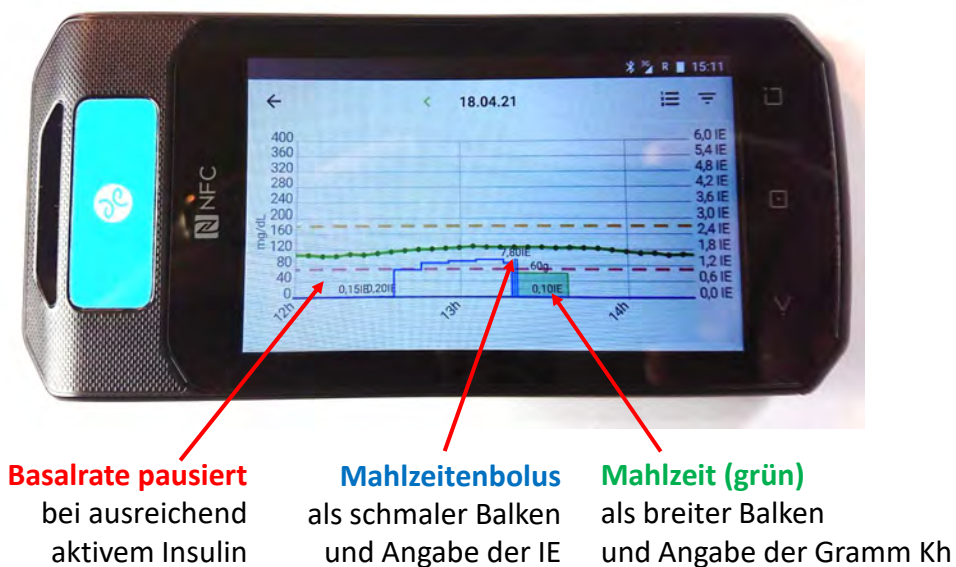 3G R 15:11
18.04.21
NFC
400
360
320
280
240
200
160
120
80
40
0
mg/dL
6,0 IE
5,4 IE
4,8 IE
4,2 IE
3,6 IE
3,0 IE
2,4 IE
1,8 IE
1,2 IE
0,6 IE
0,0 IE
7,80IE
60g
0,15IE
0,20IE
0,10IE
12h
13h
14h
Basalrate pausiert
bei ausreichend
aktivem Insulin
Mahlzeitenbolus
als schmaler Balken
und Angabe der IE
Mahlzeit (grün)
als breiter Balken
und Angabe der Gramm Kh